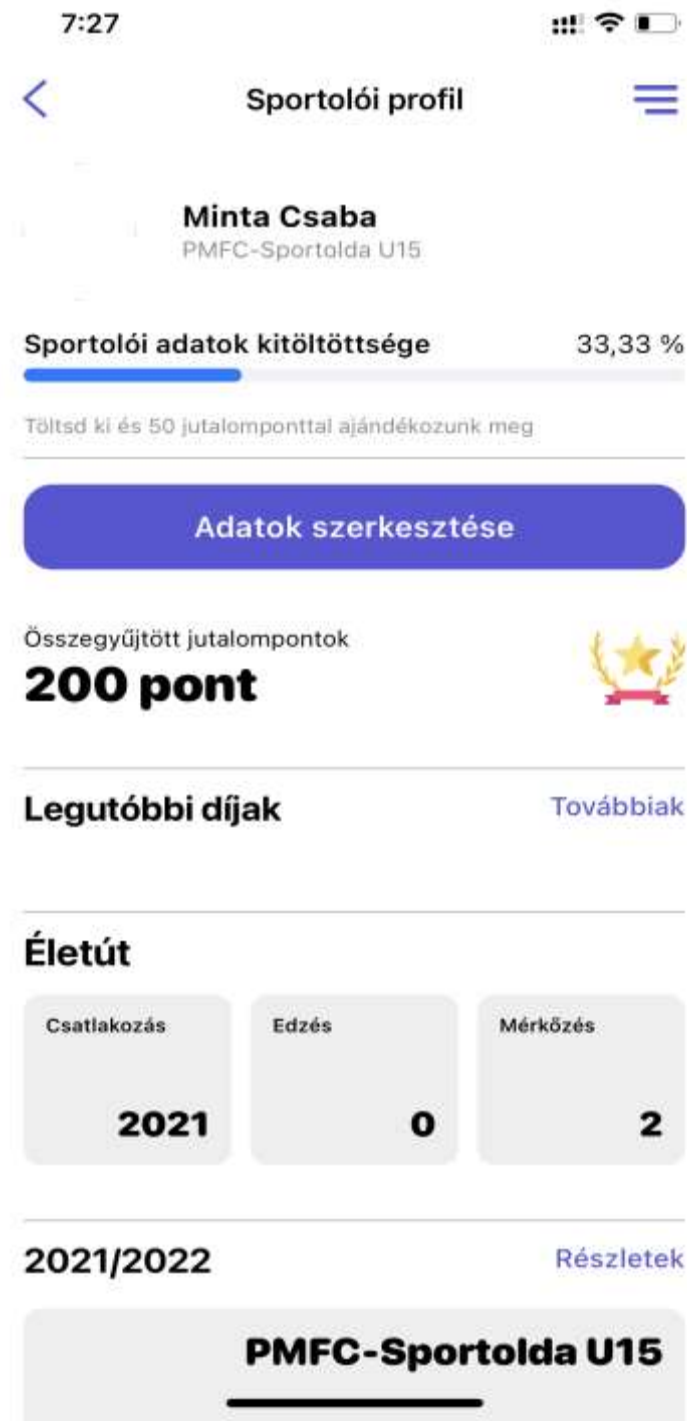 7:27
Sportolói profil
Minta Csaba
PMFC-Sportolda U15
Sportolói adatok kitöltöttsége 33,33 %
Töltsd ki és 50 jutalomponttal ajándékozunk meg
Adatok szerkesztése
Összegyűjtött jutalompontok
200 pont
Legutóbbi díjak Továbbiak
Életút
Csatlakozás Edzés Mérkőzés
2021 0 2
2021/2022 Részletek
PMFC-Sportolda U15